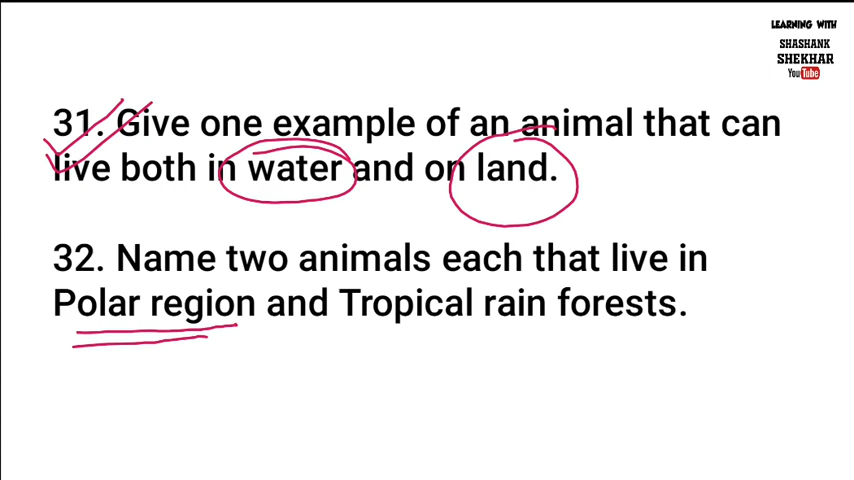 LEARNING WITH
SHASHANK
SHEKHAR
YouTube
31. Give one example of an animal that can
live both in water and on land.
32. Name two animals each that live in
Polar region and Tropical rain forests.